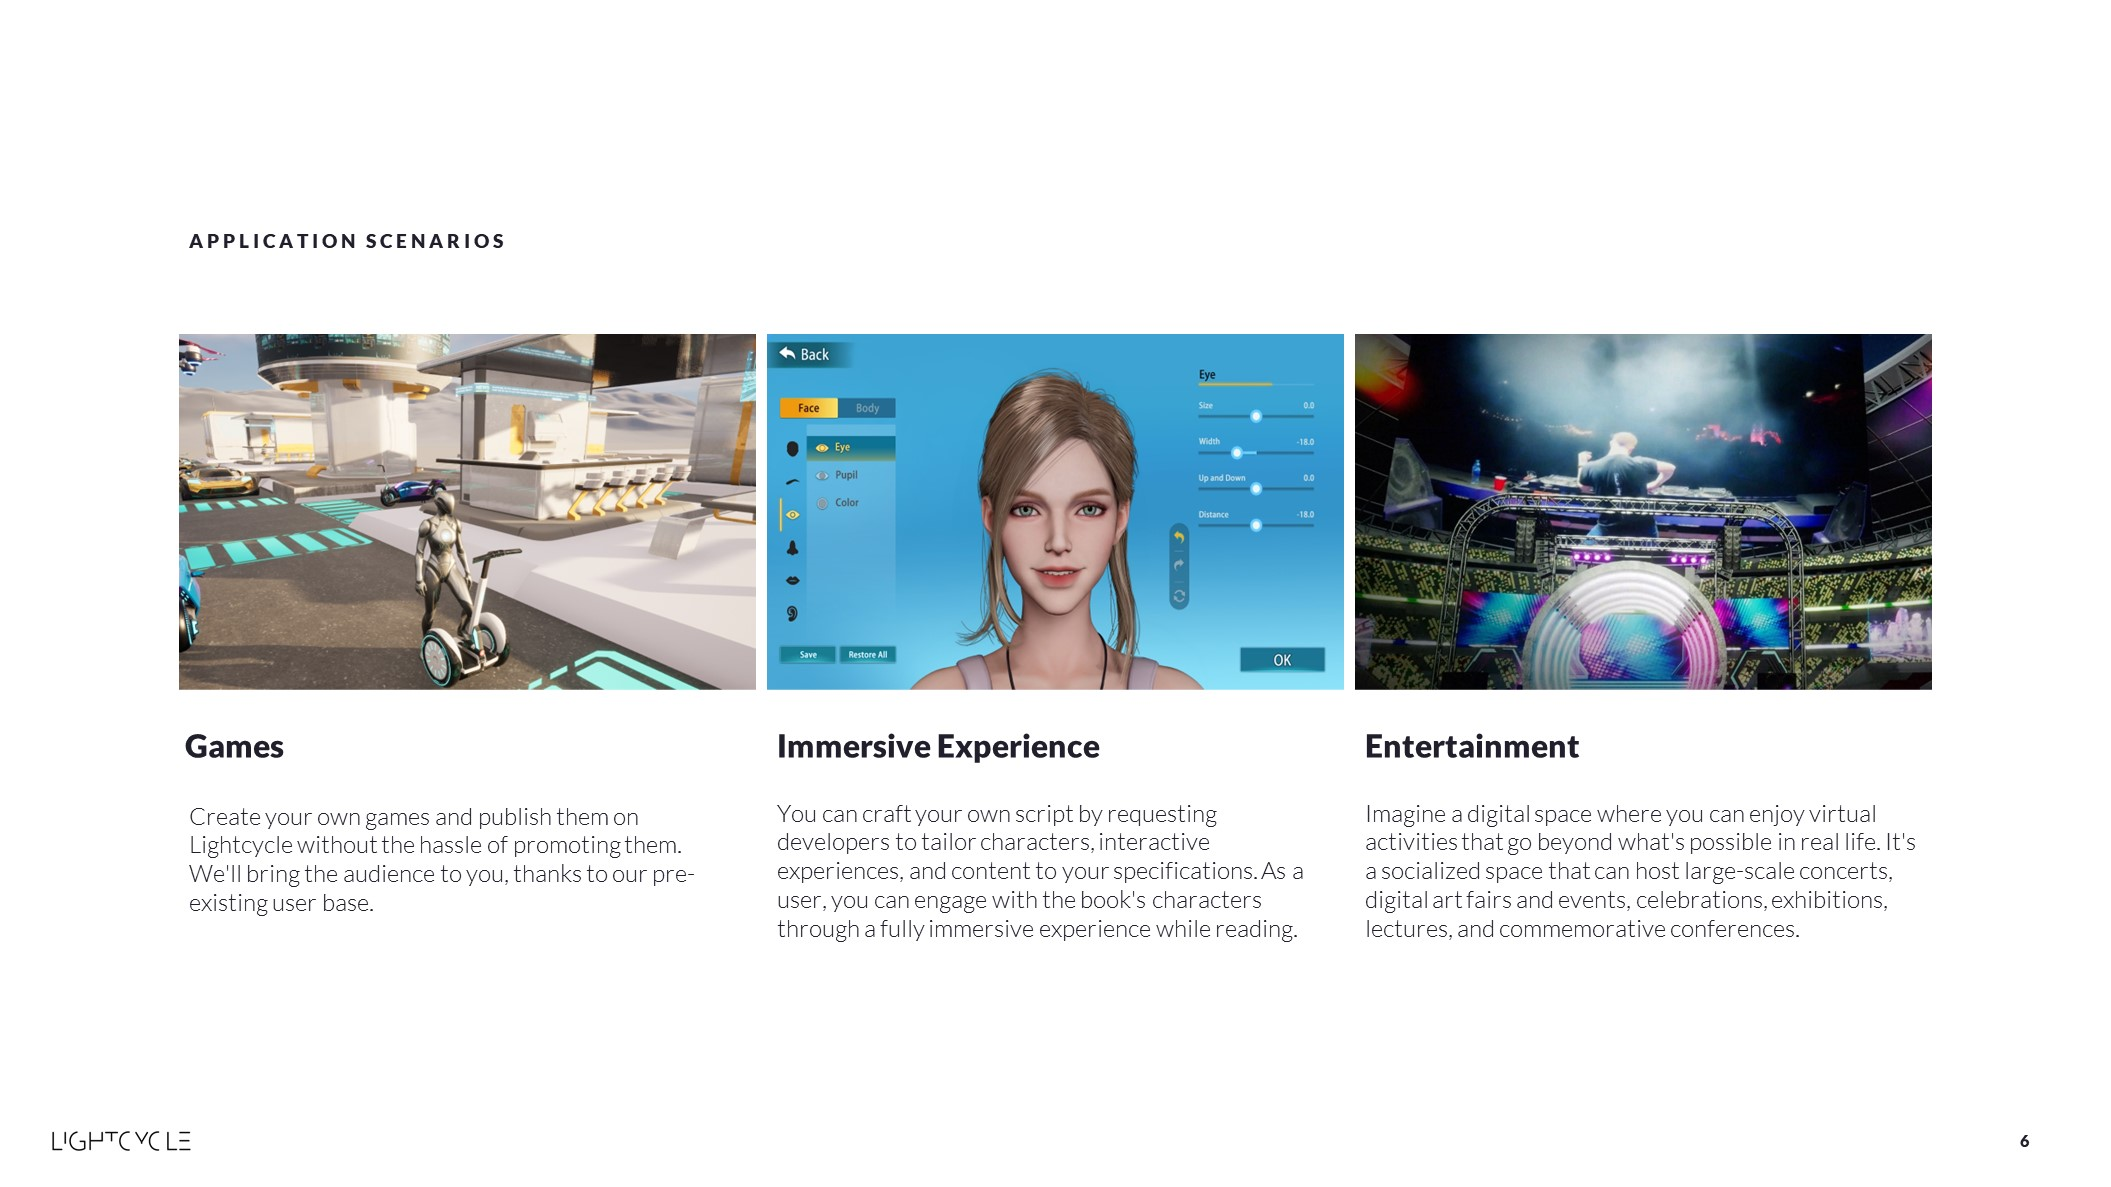 APPLICATION SCENARIOS
Back
Face
Body
Eye
Pupil
Color
Save
Restore All
Eye
Size 0.0
Width -18.0
Up and Down 0.0
Distance -18.0
OK
Games
Create your own games and publish them on
Lightcycle without the hassle of promoting them.
We'll bring the audience to you, thanks to our pre-
existing user base.
Immersive Experience
You can craft your own script by requesting
developers to tailor characters, interactive
experiences, and content to your specifications. As a
user, you can engage with the book's characters
through a fully immersive experience while reading.
Entertainment
Imagine a digital space where you can enjoy virtual
activities that go beyond what's possible in real life. It's
a socialized space that can host large-scale concerts,
digital art fairs and events, celebrations, exhibitions,
lectures, and commemorative conferences.
LIGHTCYCLE
6